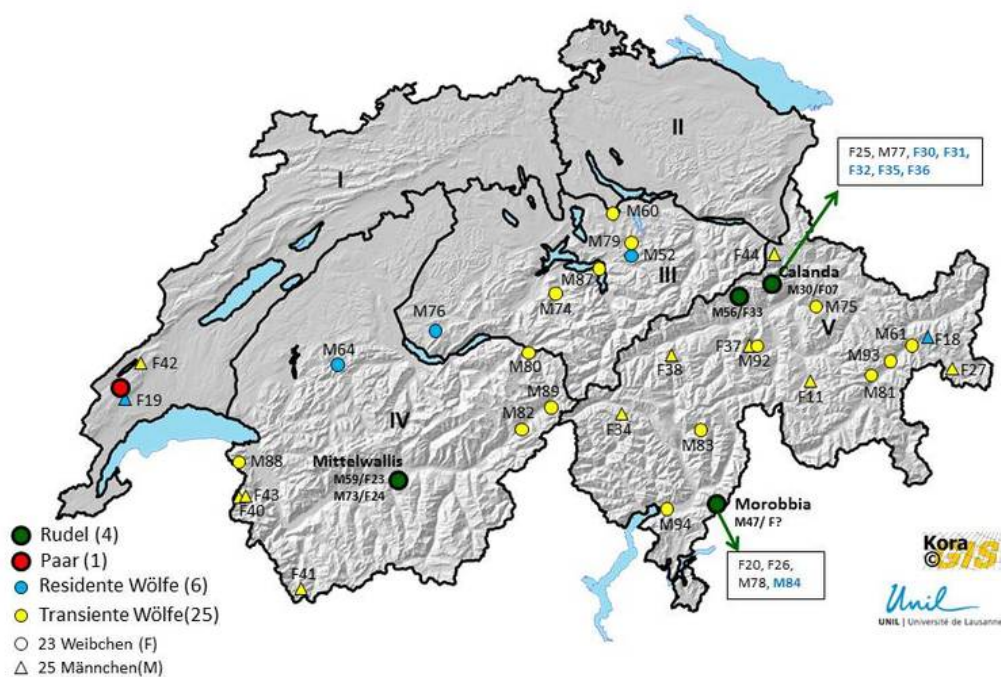 II
F25, M77, F30, F31,
F32, F35, F36
I
M60
M79
M52
F44
M87
III
Calanda
M30/F07
M74
M56/F33
M75
M76
V
M61
F18
M64
F37
M92
M80
F38
M93
F27
F42
M81
F11
F19
M89
IV
M82
F34
M83
M88
Mittelwallis
M59/F23
M73/F24
F43
F40
Morobbia
M47/ F?
M94
F41
F20, F26,
M78, M84
Rudel (4)
Paar (1)
Residente Wölfe (6)
Transiente Wölfe(25)
23 Weibchen (F)
25 Männchen(M)
Kora
© GIS
Unil
UNIL | Université de Lausanne